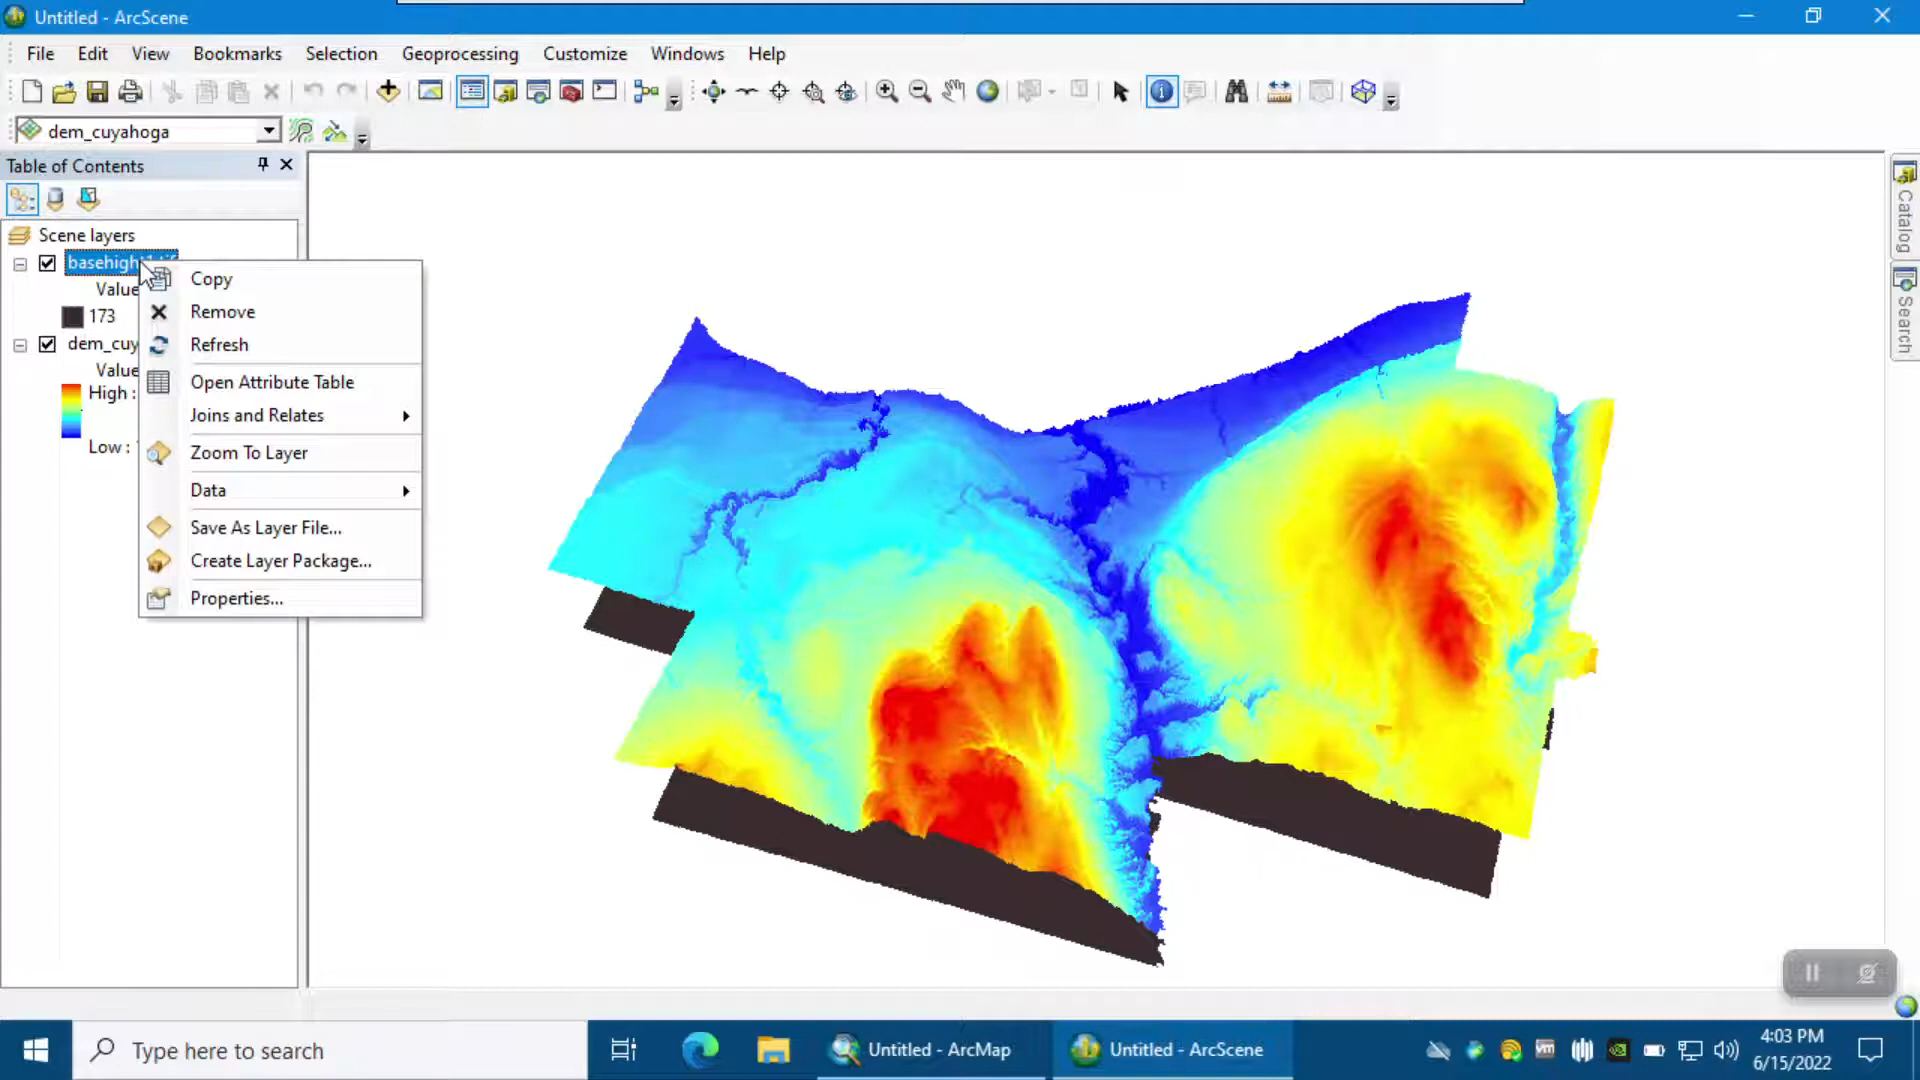 Untitled - ArcScene
File Edit View Bookmarks Selection Geoprocessing Customize Windows Help
dem_cuyahoga
Table of Contents
Scene layers
Value
173
dem_cuy
Value
High :
Low :
Copy
Remove
Refresh
Open Attribute Table
Joins and Relates
Zoom To Layer
Data
Save As Layer File...
Create Layer Package...
Properties...
Catalog
Search
Type here to search
Untitled - ArcMap
Untitled - ArcScene
4:03 PM
6/15/2022